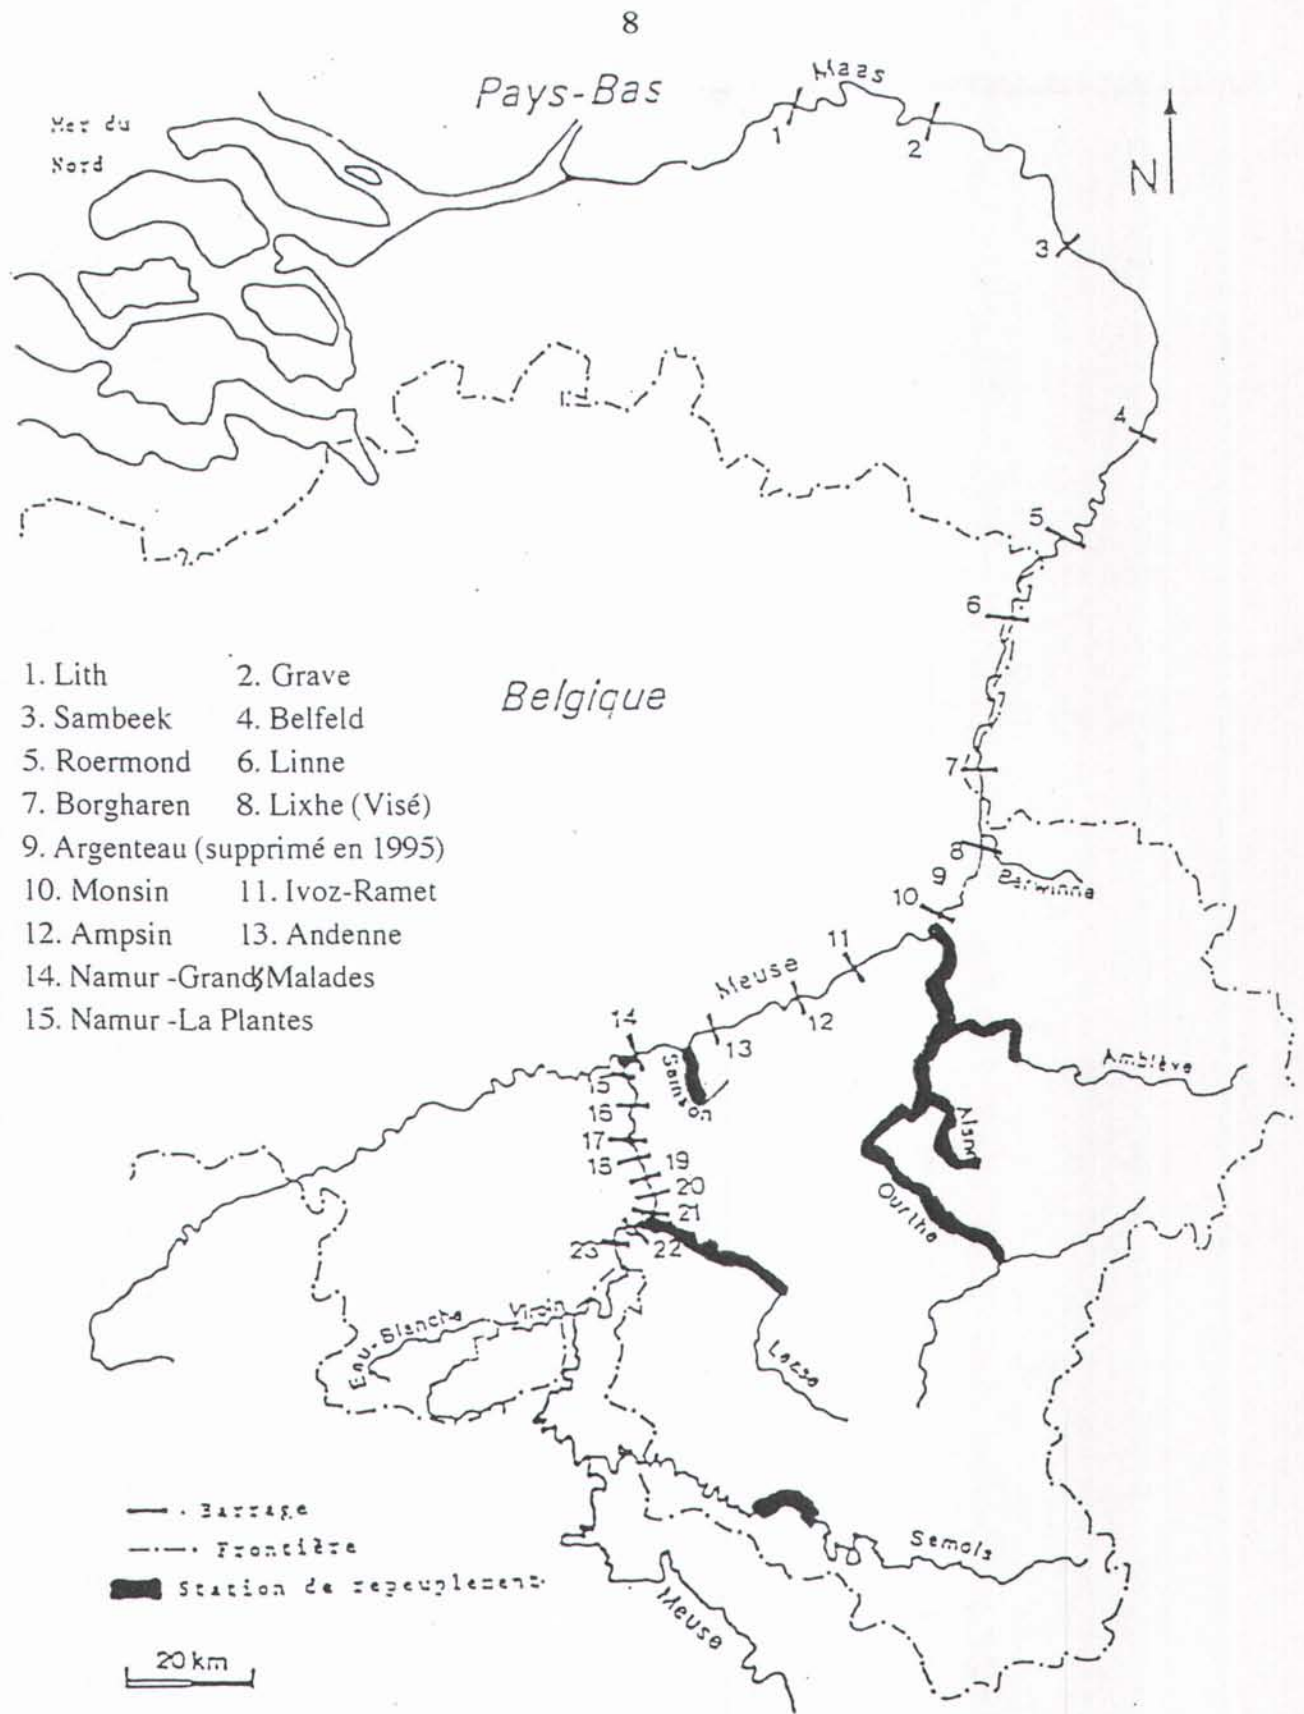 8
Pays-Bas
Maas
Mer du
Nord
N
1
2
3
4
5
6
7
8
9
10
11
12
13
14
15
16
17
18
19
20
21
22
23
Belgique
1. Lith 2. Grave
3. Sambeek 4. Belfeld
5. Roermond 6. Linne
7. Borgharen 8. Lixhe (Visé)
9. Argenteau (supprimé en 1995)
10. Monsin 11. Ivoz-Ramet
12. Ampsin 13. Andenne
14. Namur -Grands Malades
15. Namur -La Plantes
Berwinne
Meuse
Samson
Amblève
Aisne
Ourthe
Eau-Blanche
Viroin
Lesse
Semois
Meuse
Barrage
Frontière
Station de repeuplement
20 km